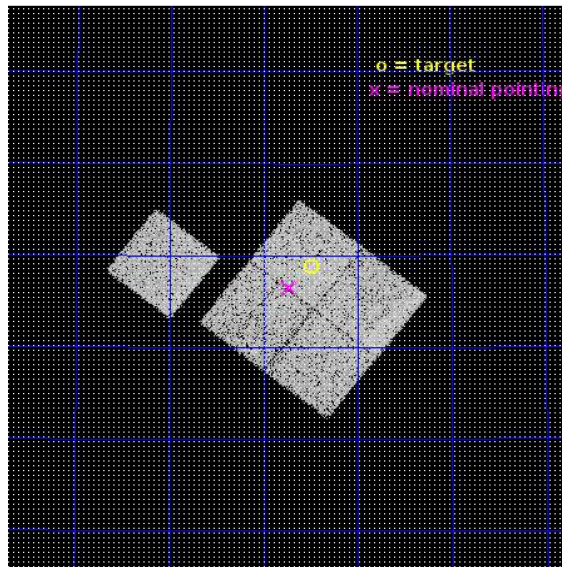 o = target
x = nominal pointing